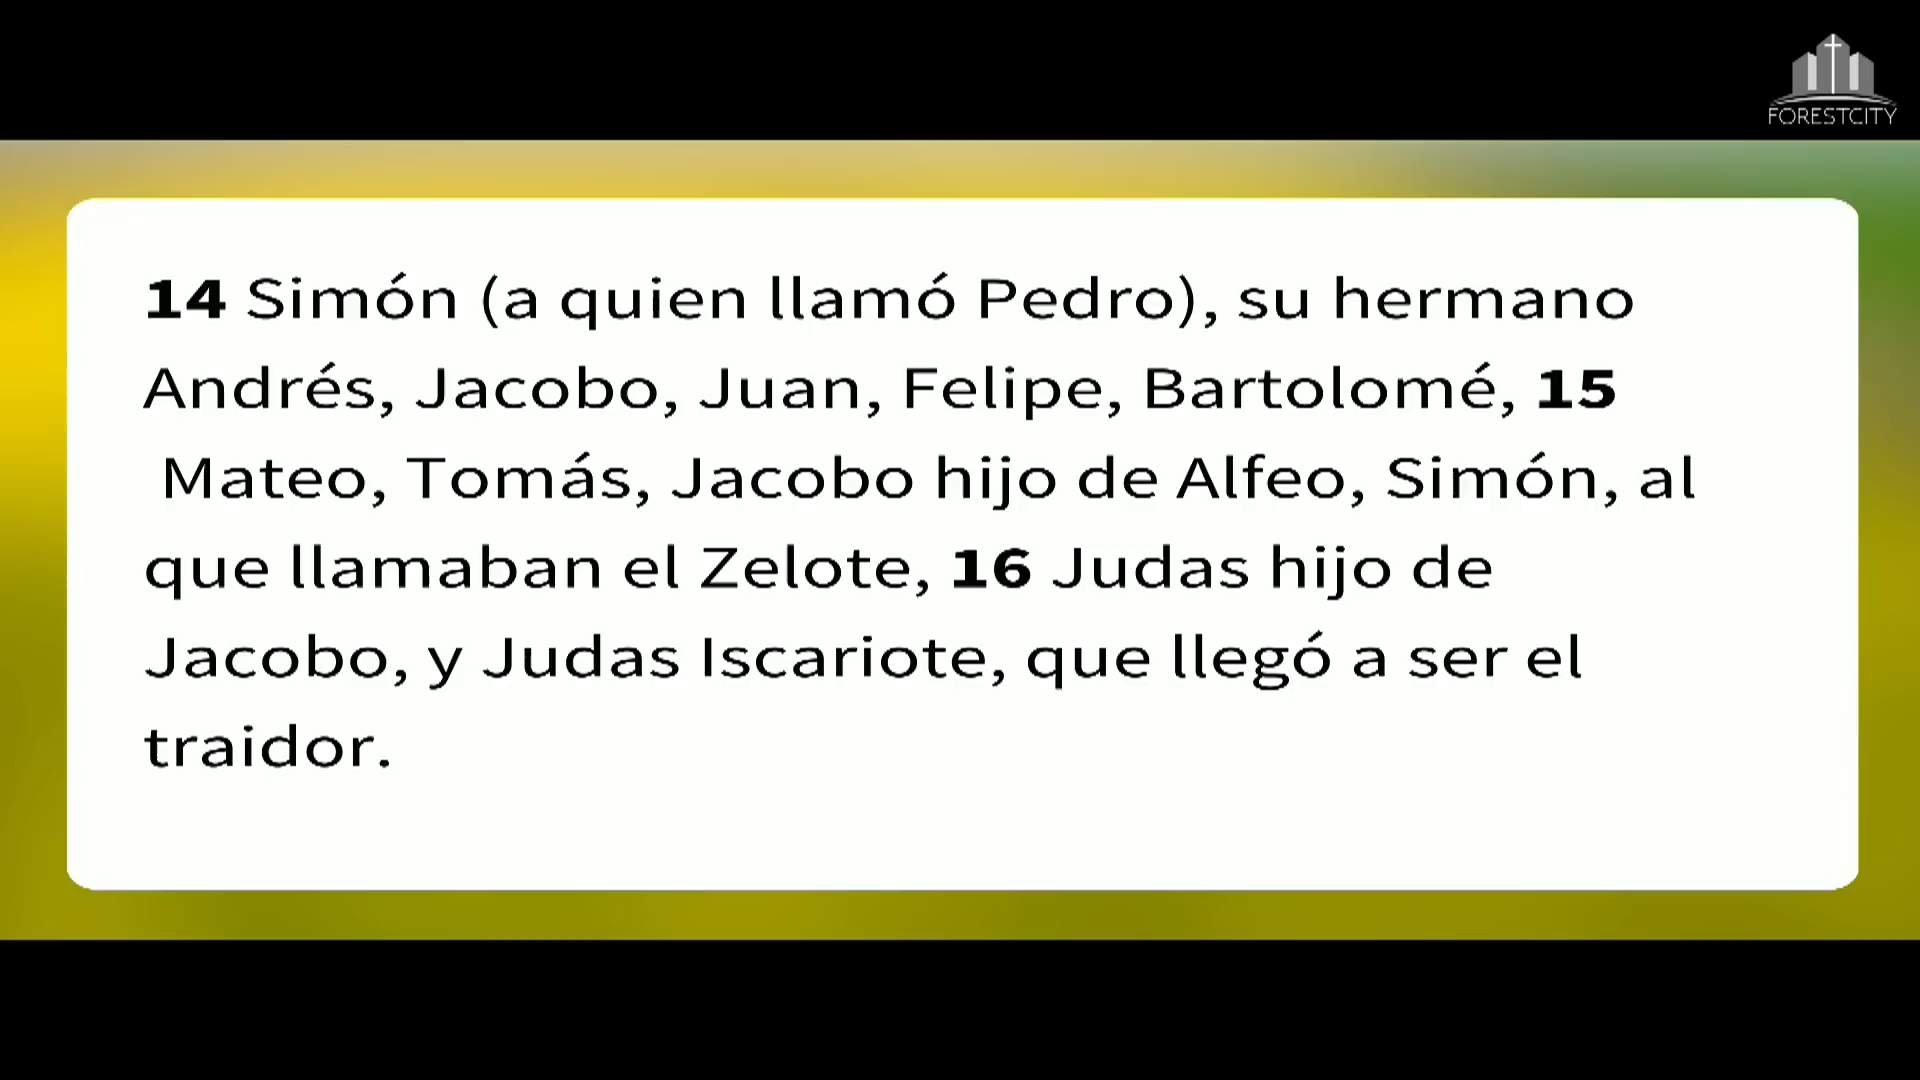 FORESTCITY
14 Simón (a quien llamó Pedro), su hermano
Andrés, Jacobo, Juan, Felipe, Bartolomé, 15
Mateo, Tomás, Jacobo hijo de Alfeo, Simón, al
que llamaban el Zelote, 16 Judas hijo de
Jacobo, y Judas Iscariote, que llegó a ser el
traidor.